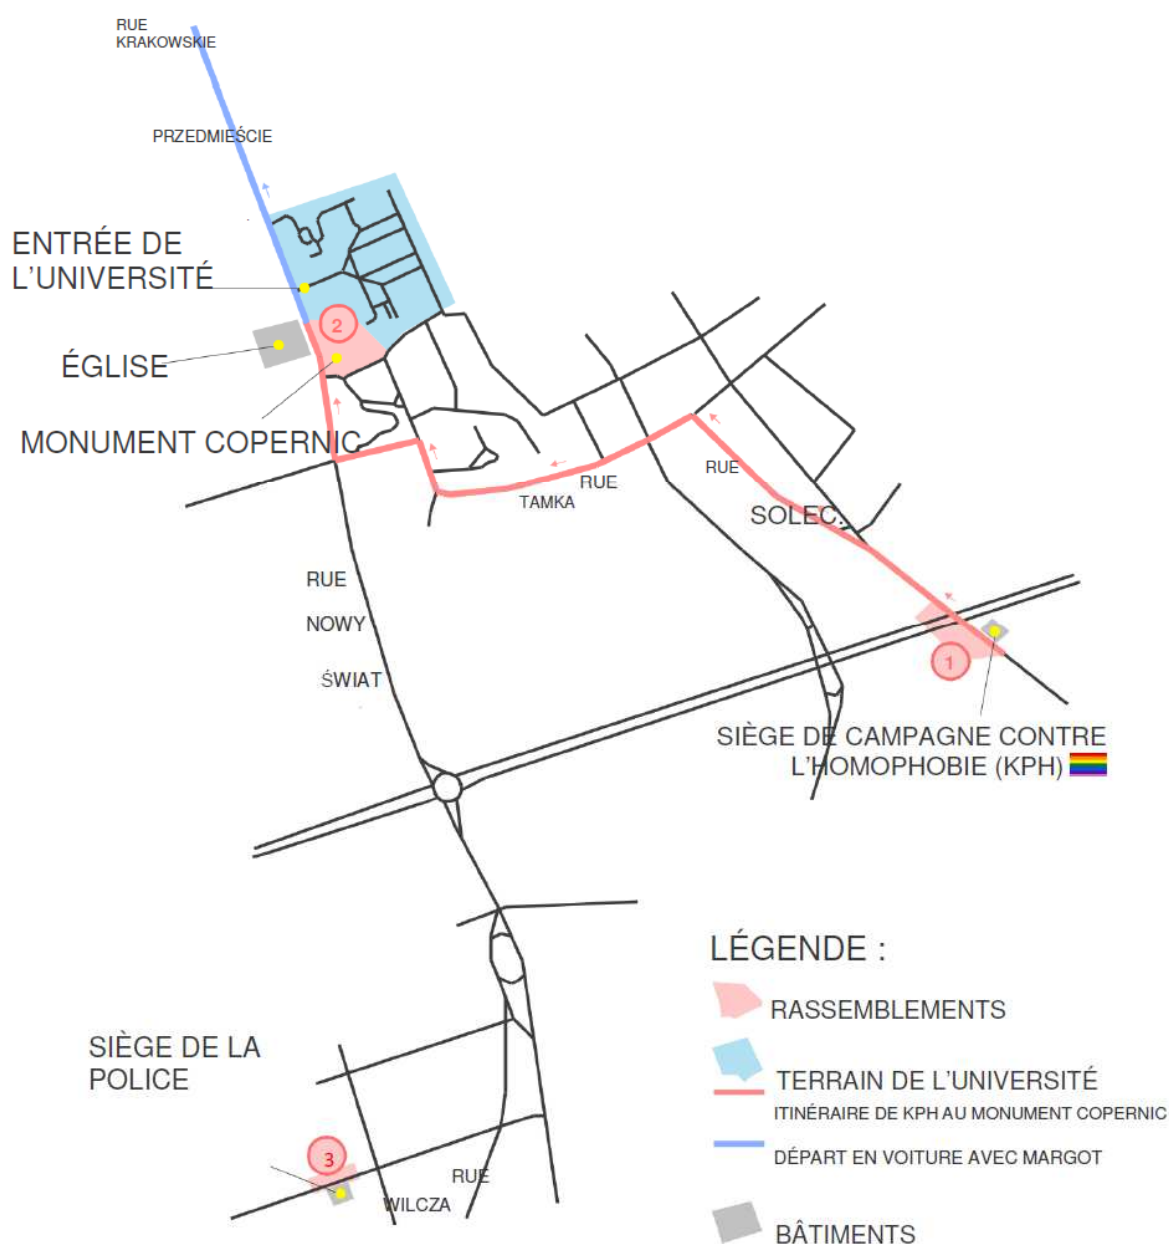 RUE
KRAKOWSKIE
PRZEDMIEŚCIE
ENTRÉE DE
L'UNIVERSITÉ
2
ÉGLISE
MONUMENT COPERNIC
RUE
TAMKA
RUE
SOLEC.
RUE
NOWY
ŚWIAT
1
SIÈGE DE CAMPAGNE CONTRE
L'HOMOPHOBIE (KPH)
SIÈGE DE LA
POLICE
3
RUE
WILCZA
LÉGENDE :
RASSEMBLEMENTS
TERRAIN DE L'UNIVERSITÉ
ITINÉRAIRE DE KPH AU MONUMENT COPERNIC
DÉPART EN VOITURE AVEC MARGOT
BÂTIMENTS